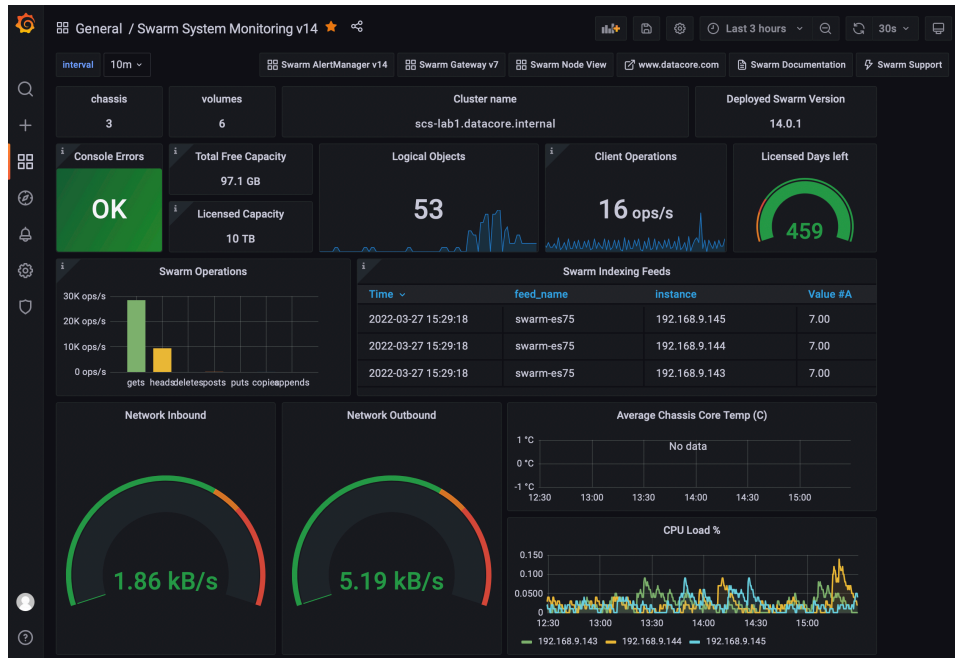 General / Swarm System Monitoring v14
Last 3 hours
30s
interval
10m
Swarm AlertManager v14
Swarm Gateway v7
Swarm Node View
www.datacore.com
Swarm Documentation
Swarm Support
chassis
3
volumes
6
Cluster name
scs-lab1.datacore.internal
Deployed Swarm Version
14.0.1
Console Errors
OK
Total Free Capacity
97.1 GB
Licensed Capacity
10 TB
Logical Objects
53
Client Operations
16 ops/s
Licensed Days left
459
Swarm Operations
30K ops/s
20K ops/s
10K ops/s
0 ops/s
gets heads deletes posts puts copies appends
Swarm Indexing Feeds
Time feed_name instance Value #A
2022-03-27 15:29:18 swarm-es75 192.168.9.145 7.00
2022-03-27 15:29:18 swarm-es75 192.168.9.144 7.00
2022-03-27 15:29:18 swarm-es75 192.168.9.143 7.00
Network Inbound
1.86 kB/s
Network Outbound
5.19 kB/s
Average Chassis Core Temp (C)
1 °C
No data
0 °C
-1 °C
12:30 13:00 13:30 14:00 14:30 15:00
CPU Load %
0.150
0.100
0.0500
0
12:30 13:00 13:30 14:00 14:30 15:00
192.168.9.143 192.168.9.144 192.168.9.145